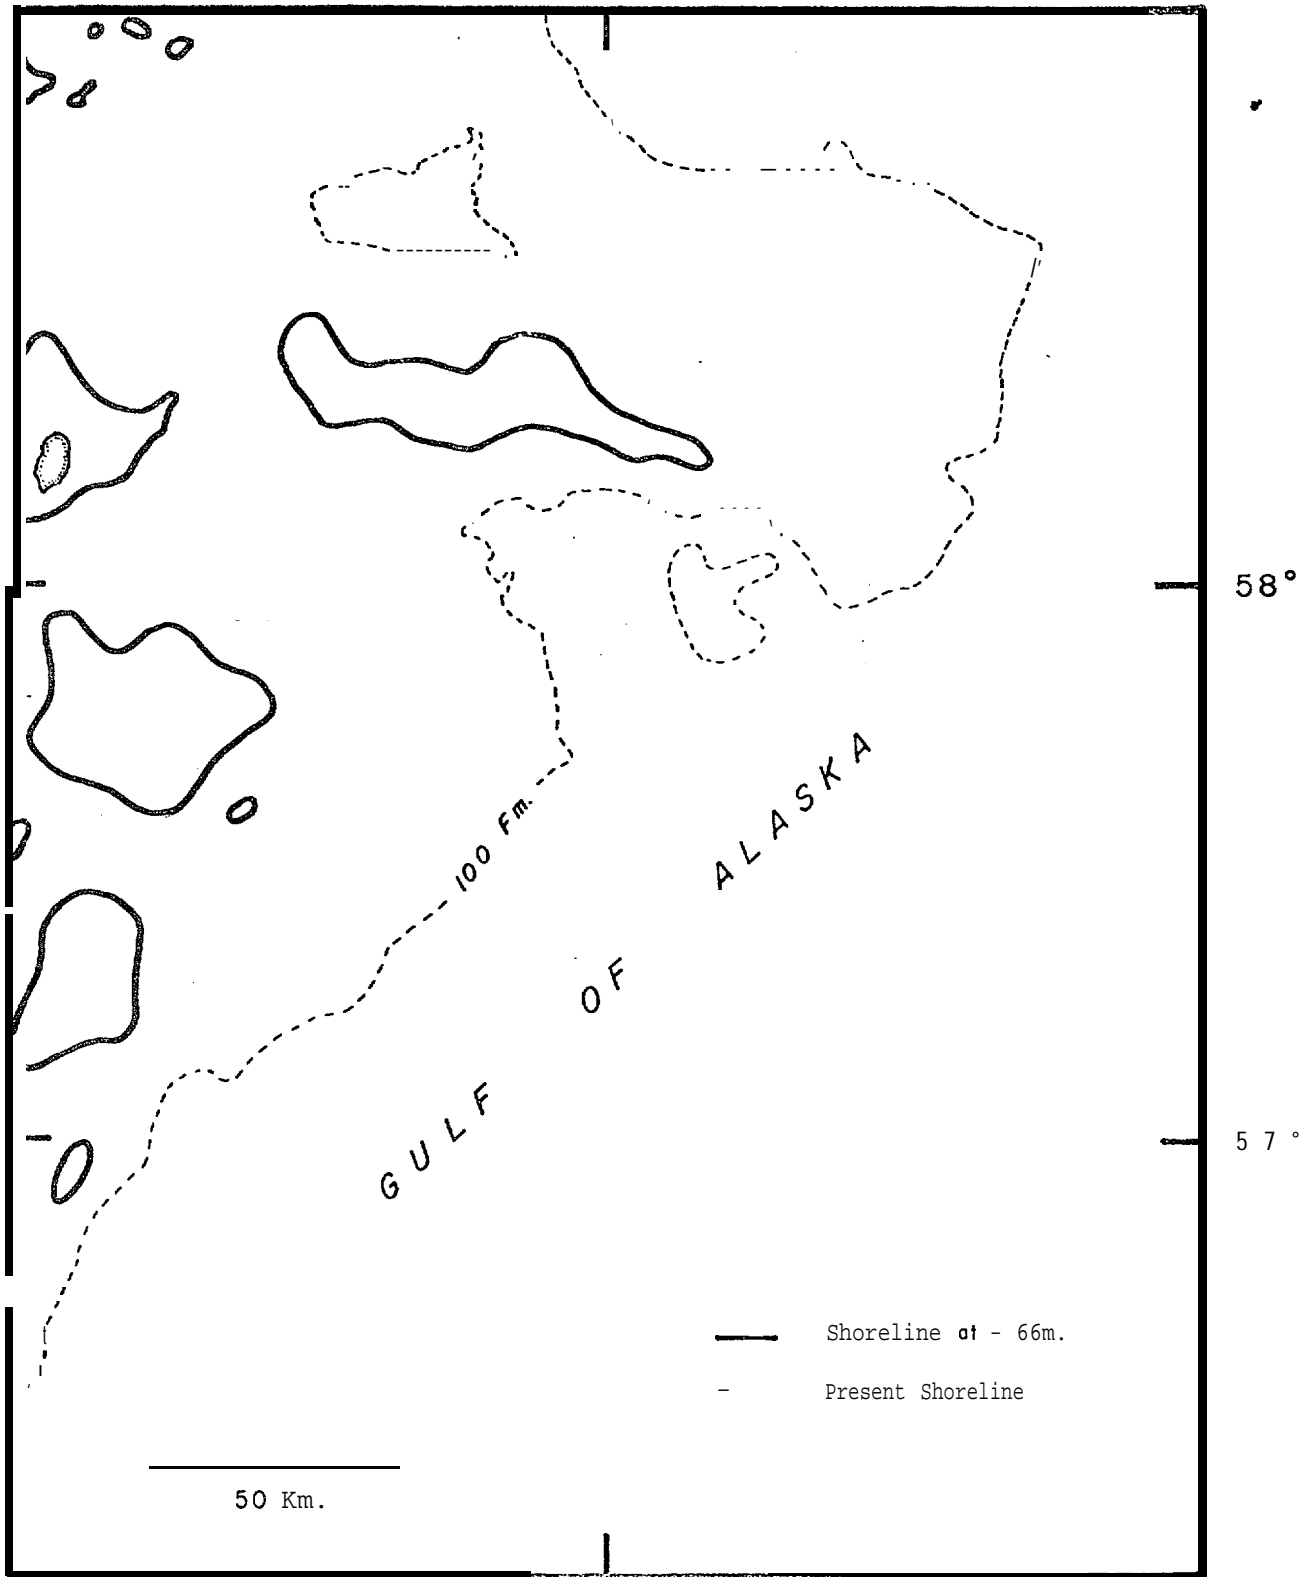 58°
100 Fm.
GULF OF ALASKA
57°
Shoreline at - 66m.
Present Shoreline
50 Km.